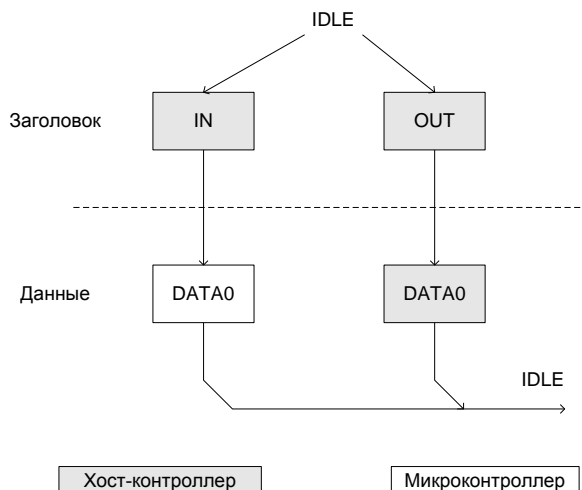 IDLE
Заголовок
IN
OUT
Данные
DATA0
DATA0
IDLE
Хост-контроллер
Микроконтроллер